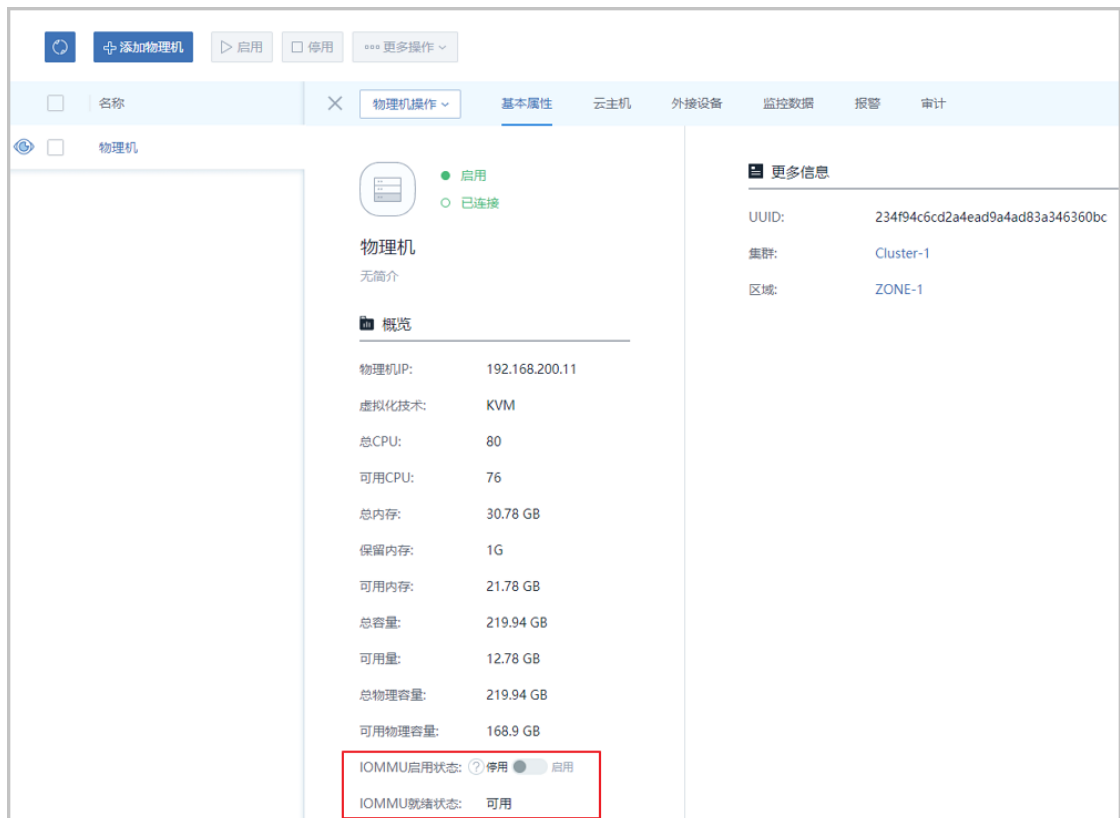 添加物理机 启用 停用 更多操作
名称 物理机操作 基本属性 云主机 外接设备 监控数据 报警 审计
物理机
启用
已连接
物理机
无简介
概览
物理机IP: 192.168.200.11
虚拟化技术: KVM
总CPU: 80
可用CPU: 76
总内存: 30.78 GB
保留内存: 1G
可用内存: 21.78 GB
总容量: 219.94 GB
可用量: 12.78 GB
总物理容量: 219.94 GB
可用物理容量: 168.9 GB
IOMMU启用状态: ? 停用 启用
IOMMU就绪状态: 可用
更多信息
UUID: 234f94c6cd2a4ead9a4ad83a346360bc
集群: Cluster-1
区域: ZONE-1